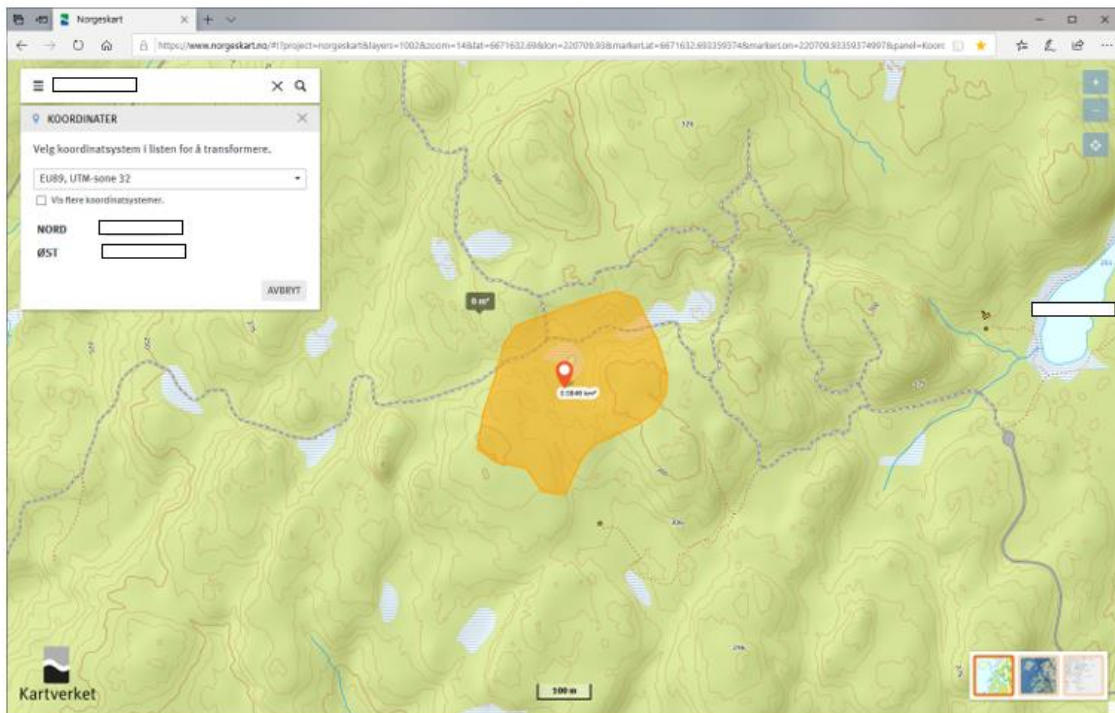 Norgeskart
https://www.norgeskart.no/#!?project=norgeskart&layers=1002&zoom=14&lat=6671632.69&lon=220709.93&markerLat=6671632.693359374&markerLon=220709.93359374997&panel=Koor
KOORDINATER
Velg koordinatsystem i listen for å transformere.
EU89, UTM-sone 32
Vis flere koordinatsystemer.
NORD
ØST
AVBRYT
0 m²
100 m
Kartverket